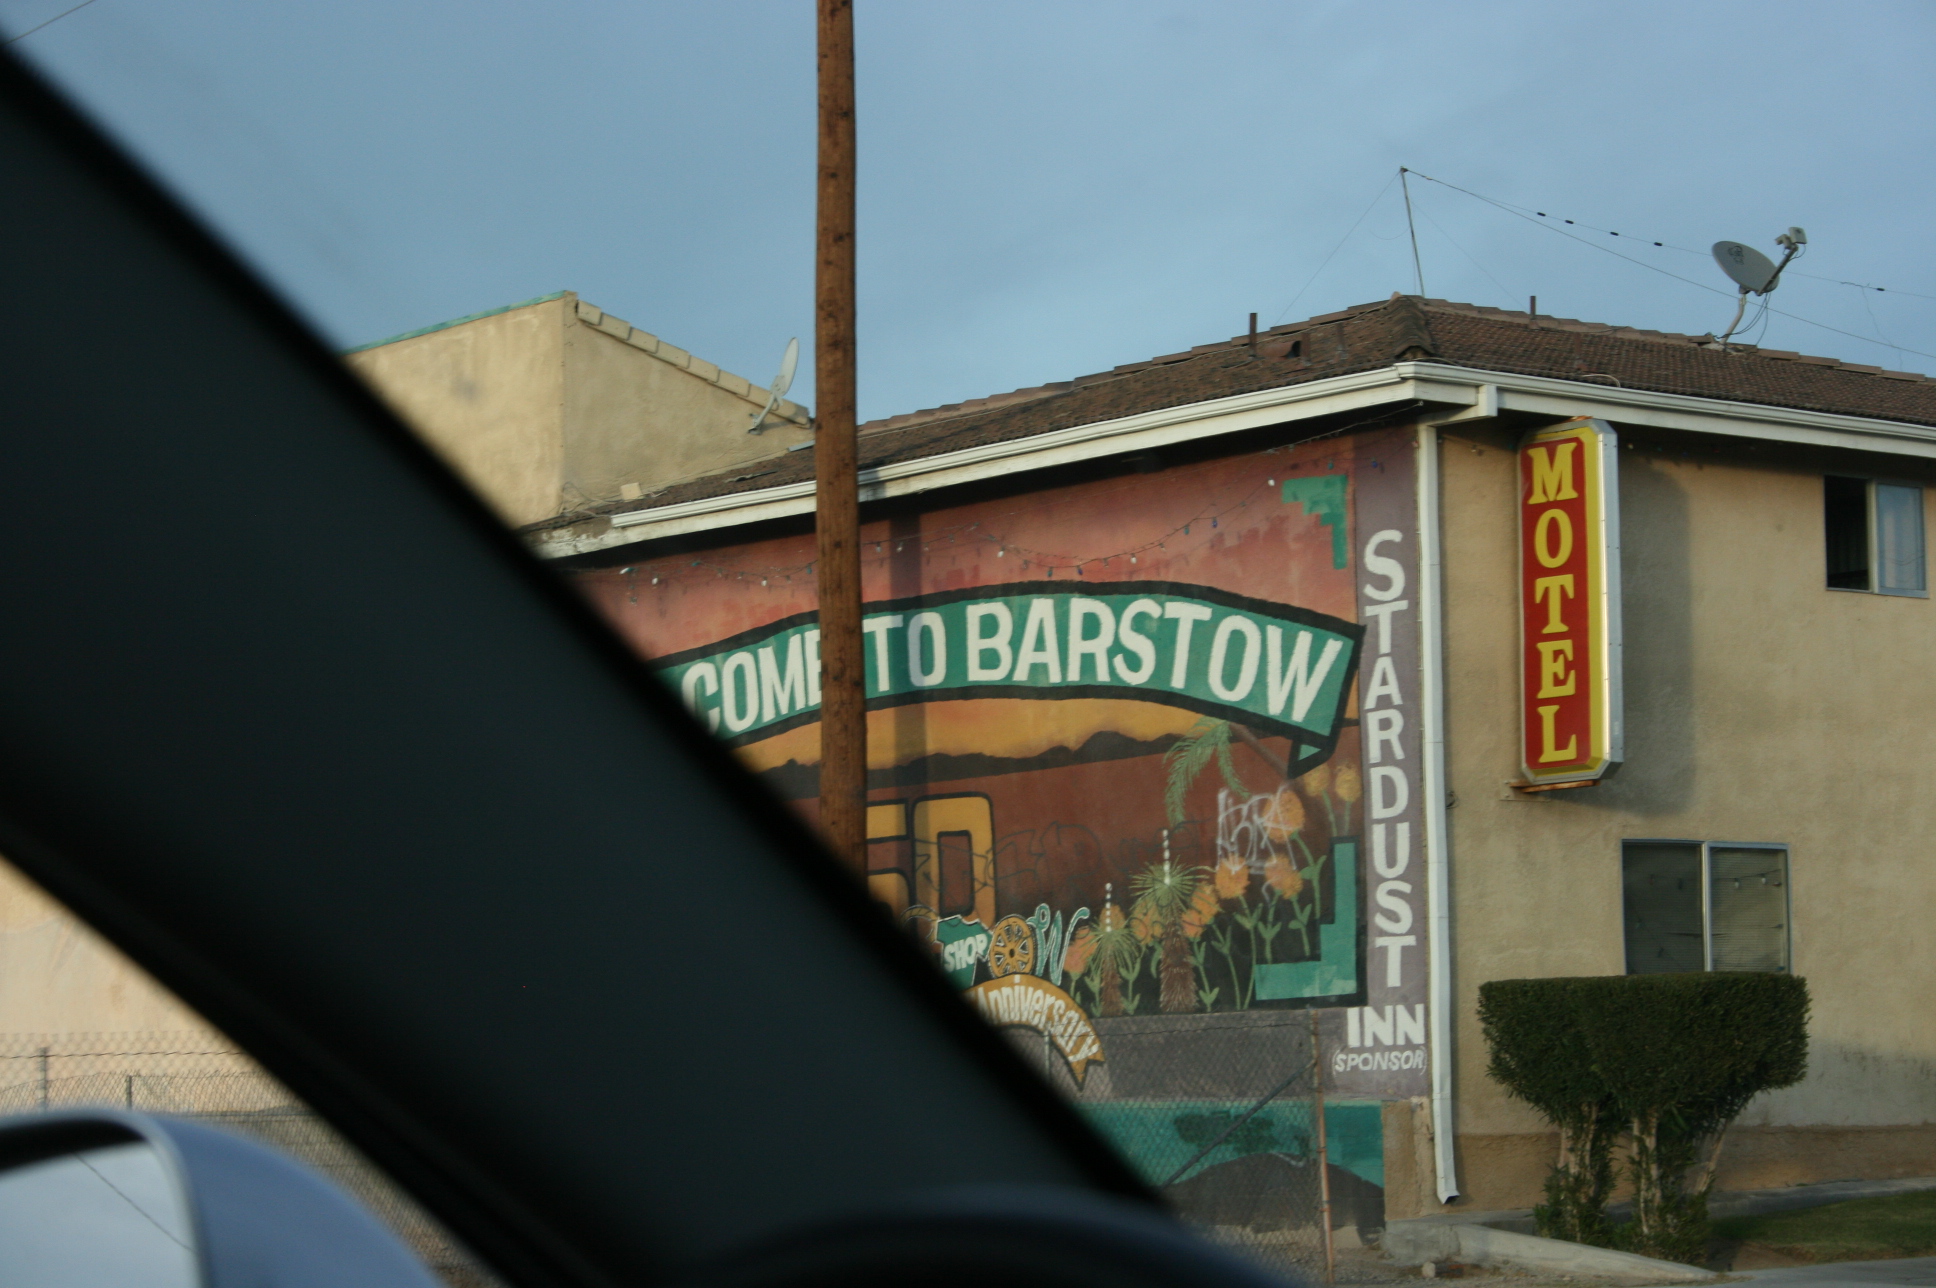 COME TO BARSTOW
STARDUST
INN
(SPONSOR)
MOTEL
SHOP
Anniversary